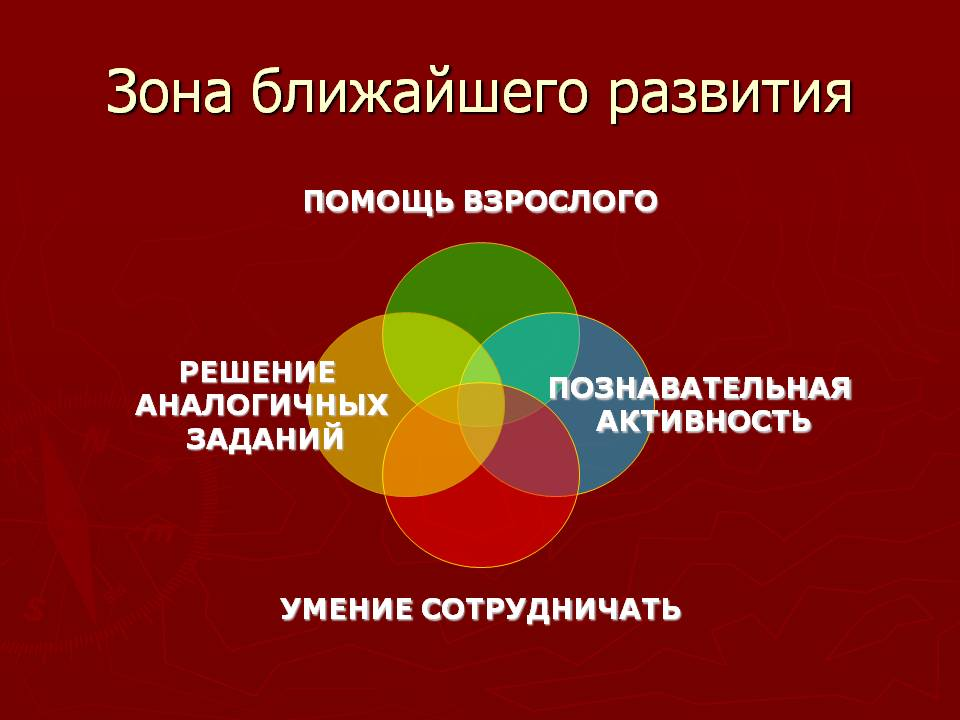 Зона ближайшего развития
ПОМОЩЬ ВЗРОСЛОГО
РЕШЕНИЕ
АНАЛОГИЧНЫХ
ЗАДАНИЙ
ПОЗНАВАТЕЛЬНАЯ
АКТИВНОСТЬ
УМЕНИЕ СОТРУДНИЧАТЬ